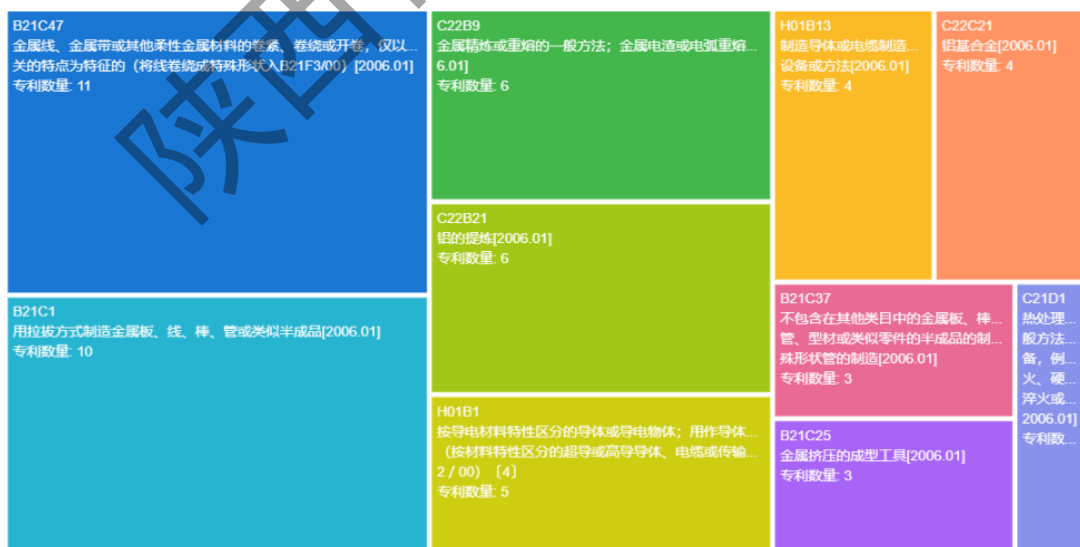 B21C47
金属线、金属带或其他柔性金属材料的卷紧、卷绕或开卷，仅以...
关的特点为特征的（将线卷绕成特殊形状入B21F3/00）[2006.01]
专利数量: 11
B21C1
用拉拔方式制造金属板、线、棒、管或类似半成品[2006.01]
专利数量: 10
C22B9
金属精炼或重熔的一般方法；金属电渣或电弧重熔...
6.01]
专利数量: 6
C22B21
铝的提炼[2006.01]
专利数量: 6
H01B1
按导电材料特性区分的导体或导电物体；用作导体...
（按材料特性区分的超导或高导导体、电缆或传输...
2 / 00）〔4〕
专利数量: 5
H01B13
制造导体或电缆制造...
设备或方法[2006.01]
专利数量: 4
C22C21
铝基合金[2006.01]
专利数量: 4
B21C37
不包含在其他类目中的金属板、棒...
管、型材或类似零件的半成品的制...
殊形状管的制造[2006.01]
专利数量: 3
B21C25
金属挤压的成型工具[2006.01]
专利数量: 3
C21D1
热处理...
般方法...
备，例...
火、硬...
淬火或...
2006.01]
专利数...
陕西